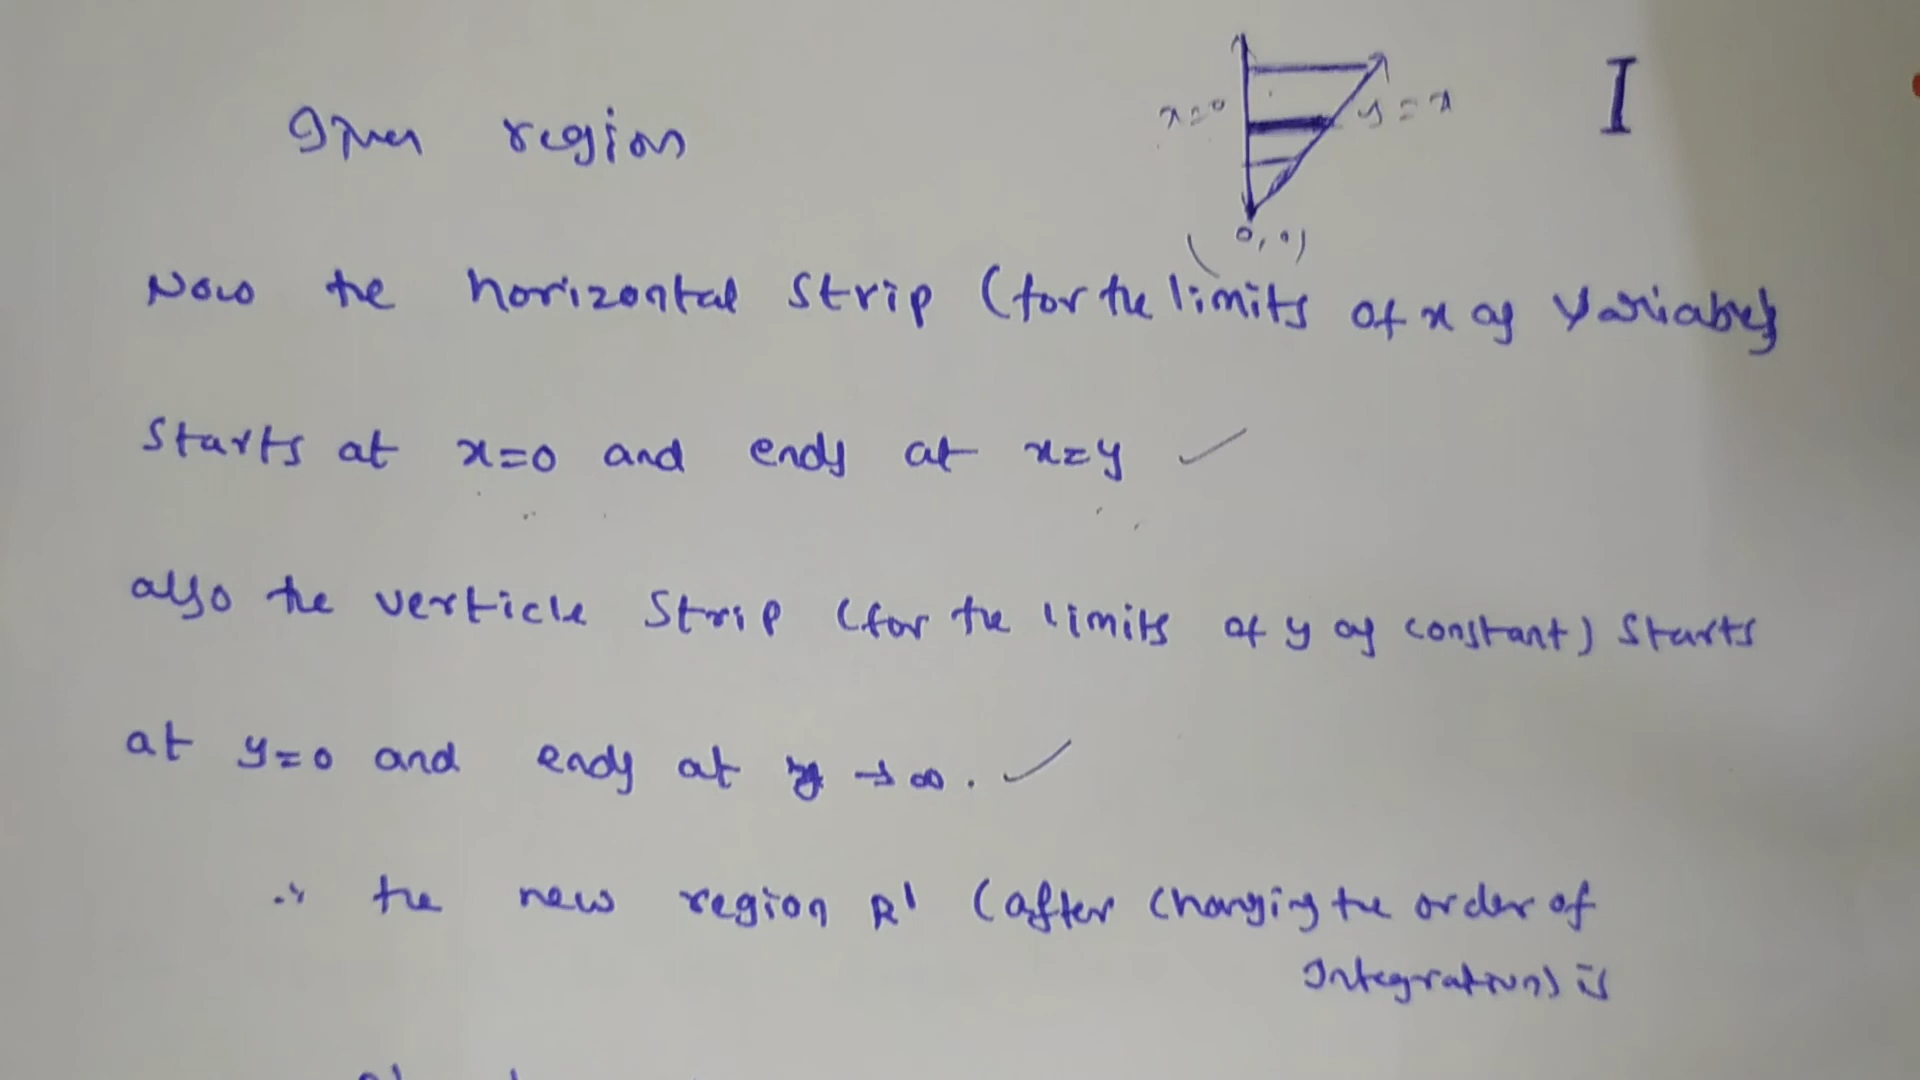 x=0
y=x
I
Given region
(0,0)
Now the horizontal strip (for the limits of x as variable)
starts at x=0 and ends at x=y ✓
also the verticle strip (for the limits of y as constant) starts
at y=0 and ends at y → ∞. ✓
∴ the new region R' (after changing the order of
Integration) is